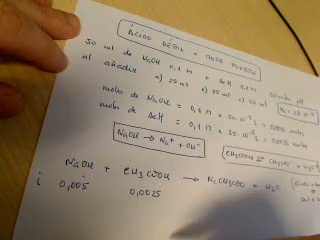 ÁCIDO DÉBIL + BASE FUERTE
50 ml de NaOH 0,1 M + AcH 0,1 M Calcular pH
al añadir a) 25 ml b) 75 ml c) 50 ml
moles de NaOH = 0,1 M × 50·10⁻³ L = 0,005 moles
moles de AcH = 0,1 M × 25·10⁻³ L = 0,0025 moles
NaOH → Na⁺ + OH⁻ CH₃COOH ⇌ CH₃COO⁻ + H₃O⁺
NaOH + CH₃COOH → NaCH₃COO + H₂O
i 0,005 0,0025